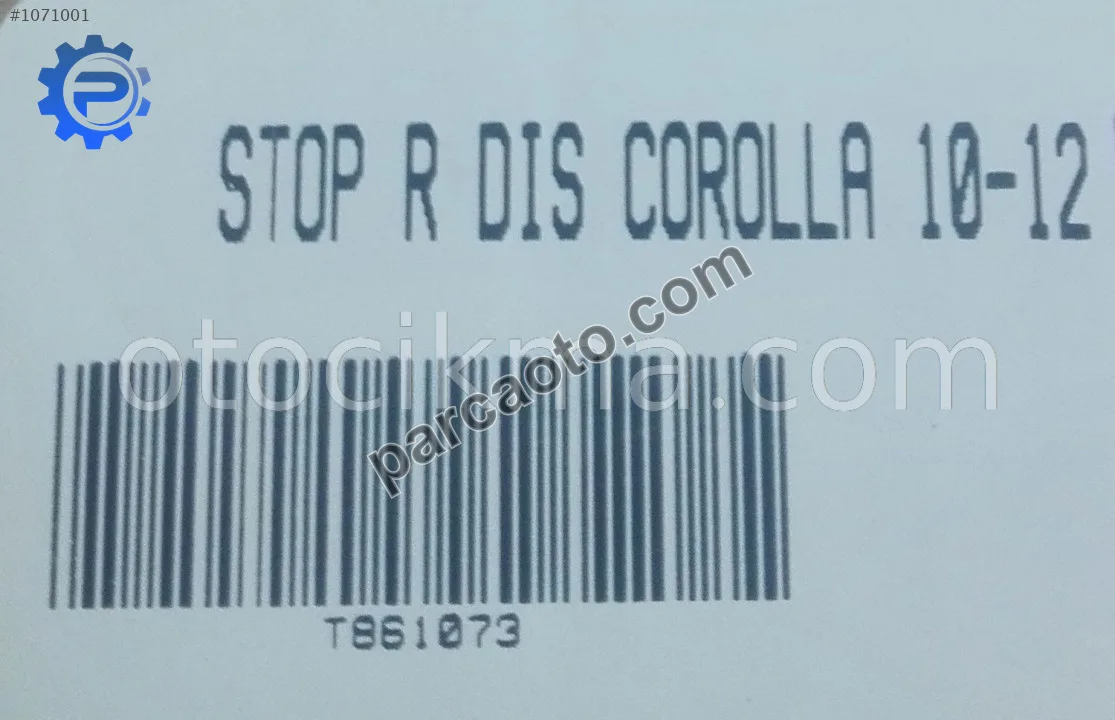 #1071001
STOP R DIS COROLLA 10-12
parcaoto.com
otocikma.com
T861073